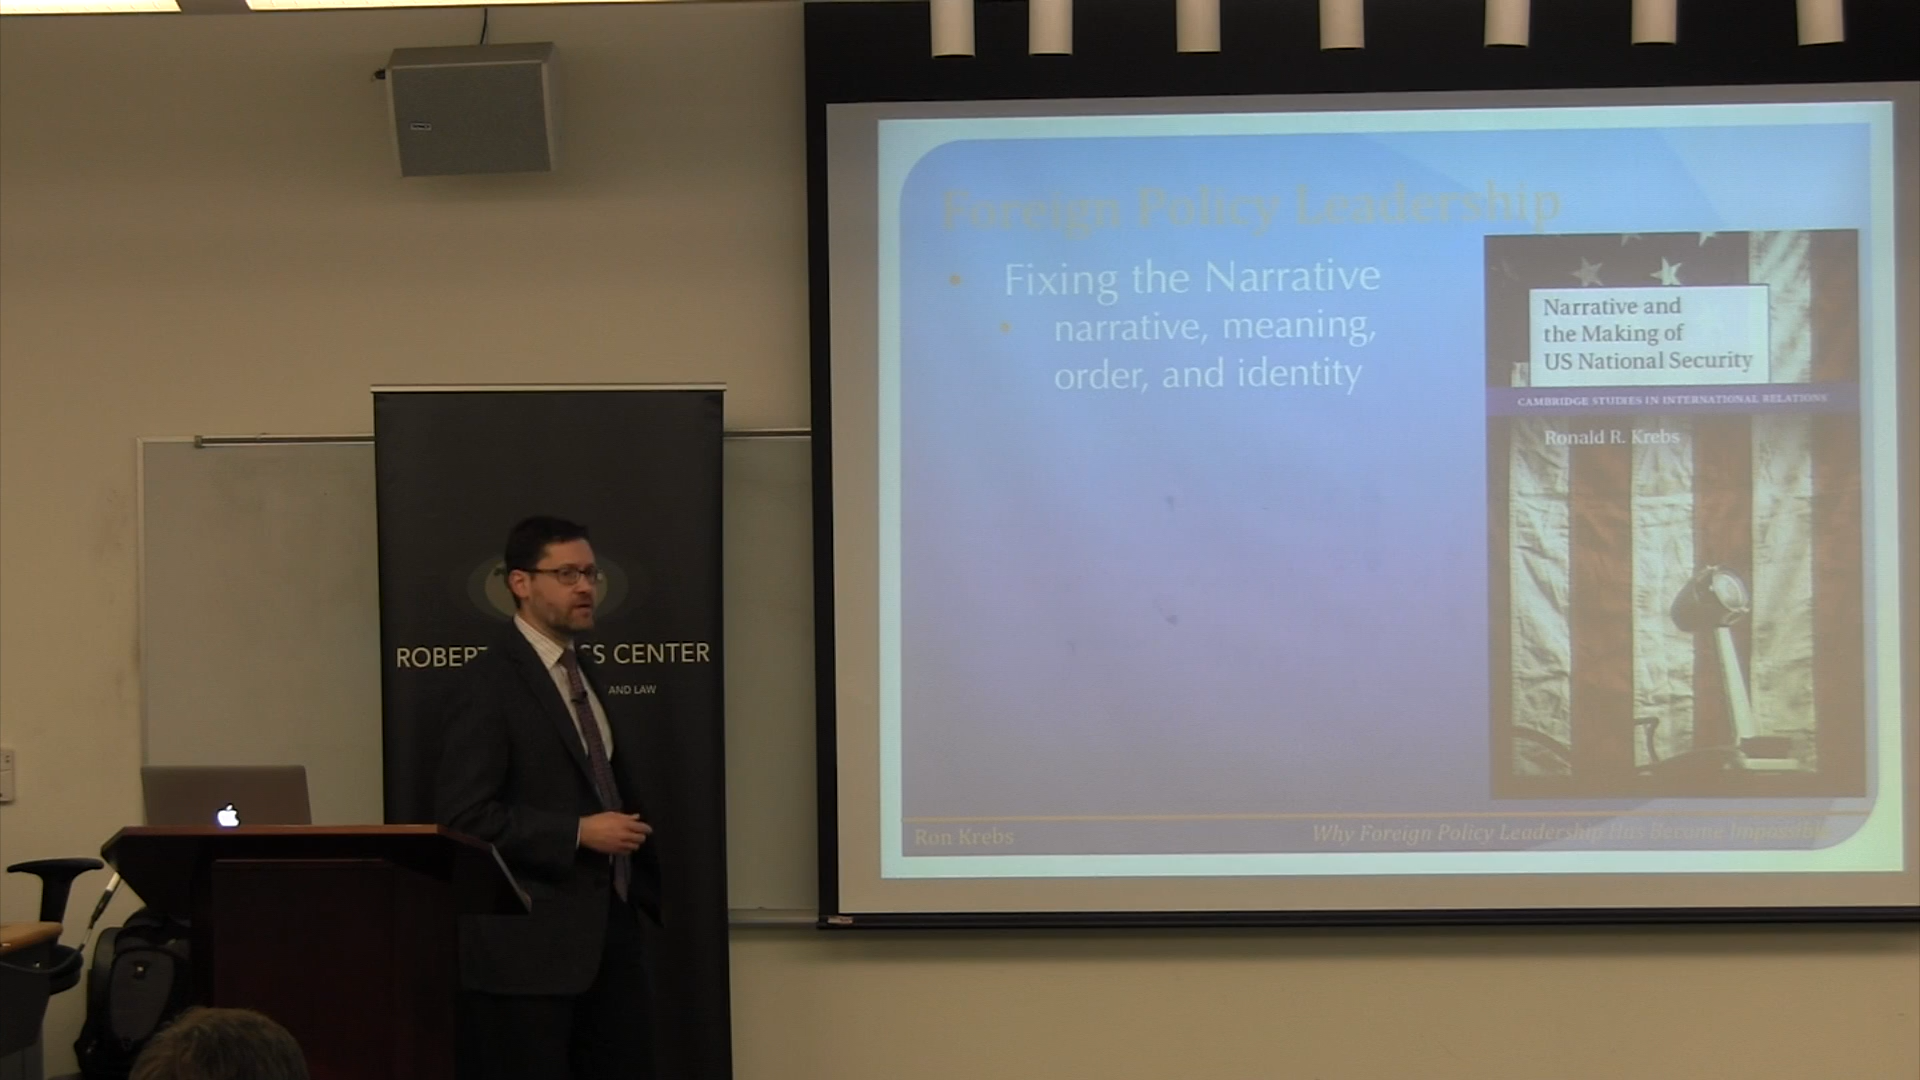 Foreign Policy Leadership
Fixing the Narrative
narrative, meaning,
order, and identity
Narrative and
the Making of
US National Security
CAMBRIDGE STUDIES IN INTERNATIONAL RELATIONS
Ronald R. Krebs
Ron Krebs
Why Foreign Policy Leadership Has Become Impossible
CS CENTER
AND LAW